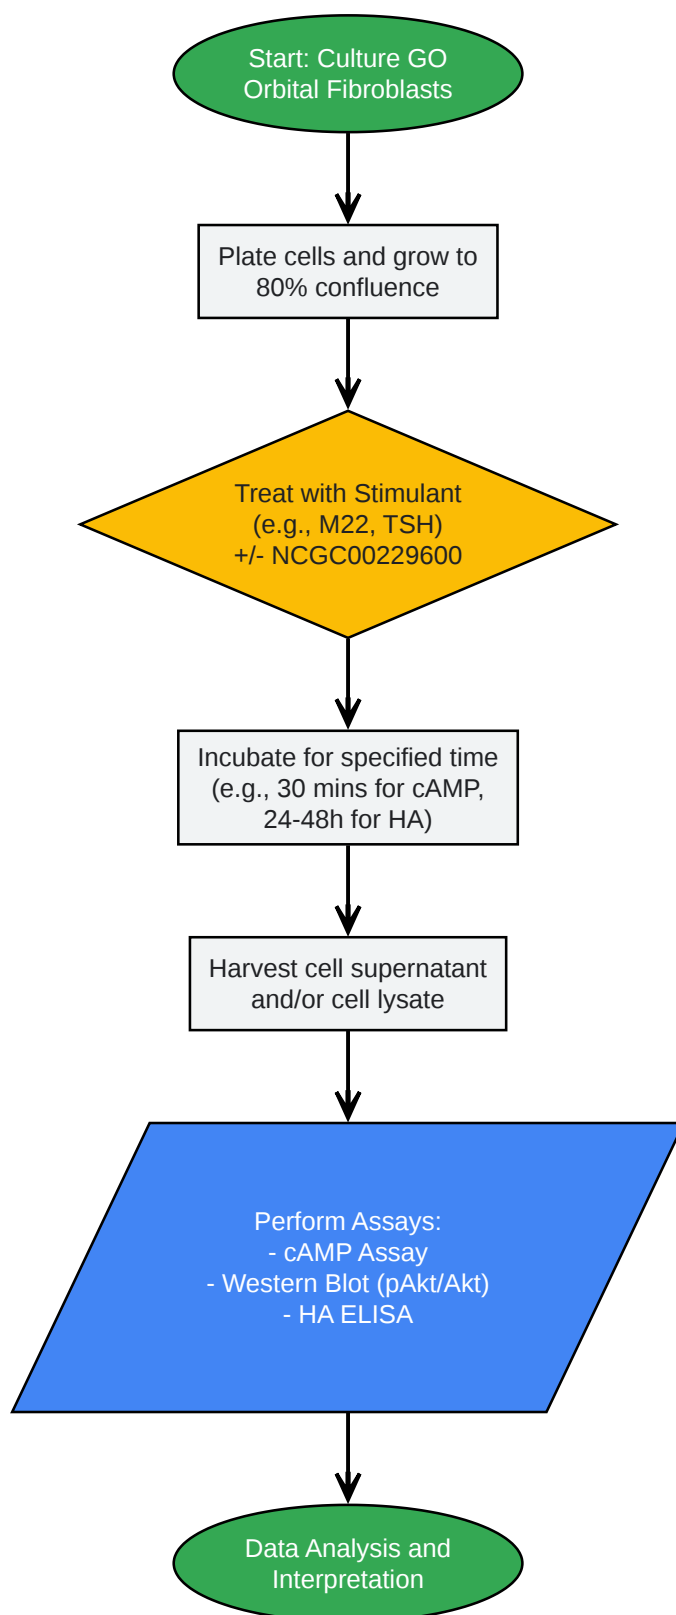 Start: Culture GO
Orbital Fibroblasts
Plate cells and grow to
80% confluence
Treat with Stimulant
(e.g., M22, TSH)
+/- NCGC00229600
Incubate for specified time
(e.g., 30 mins for cAMP,
24-48h for HA)
Harvest cell supernatant
and/or cell lysate
Perform Assays:
- cAMP Assay
- Western Blot (pAkt/Akt)
- HA ELISA
Data Analysis and
Interpretation